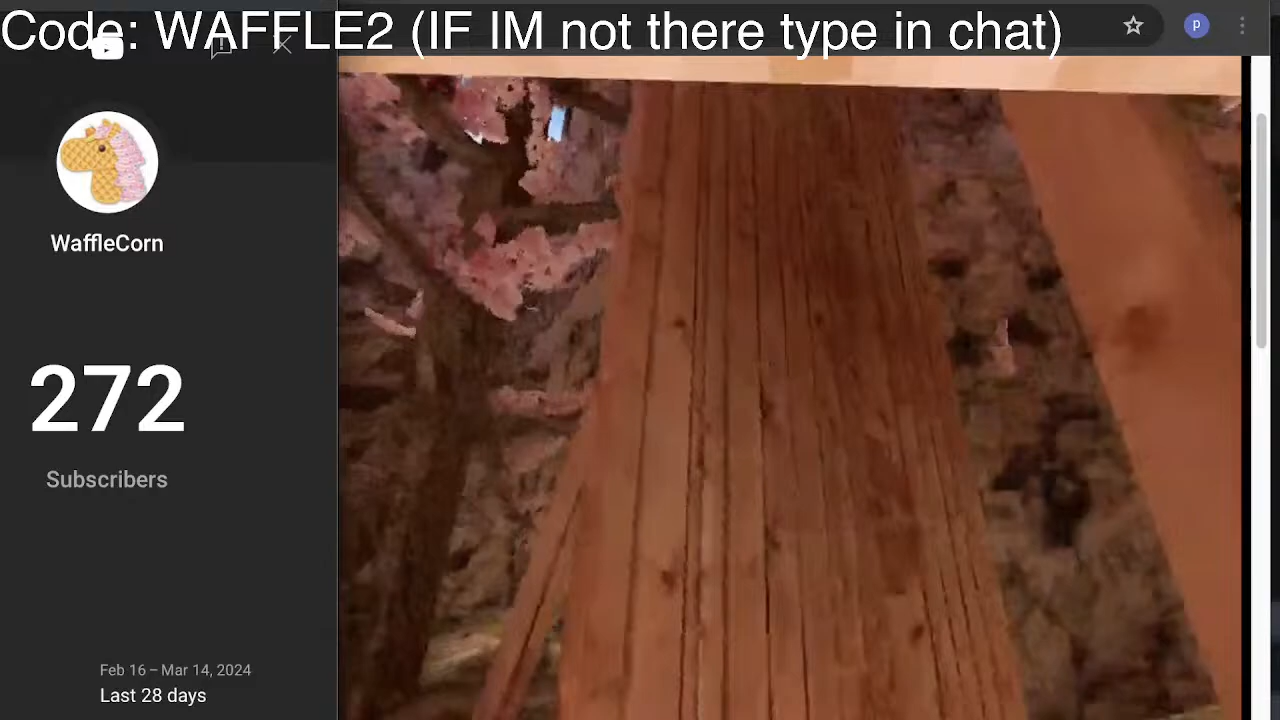 Code: WAFFLE2 (IF IM not there type in chat)
p
WaffleCorn
272
Subscribers
Feb 16 – Mar 14, 2024
Last 28 days